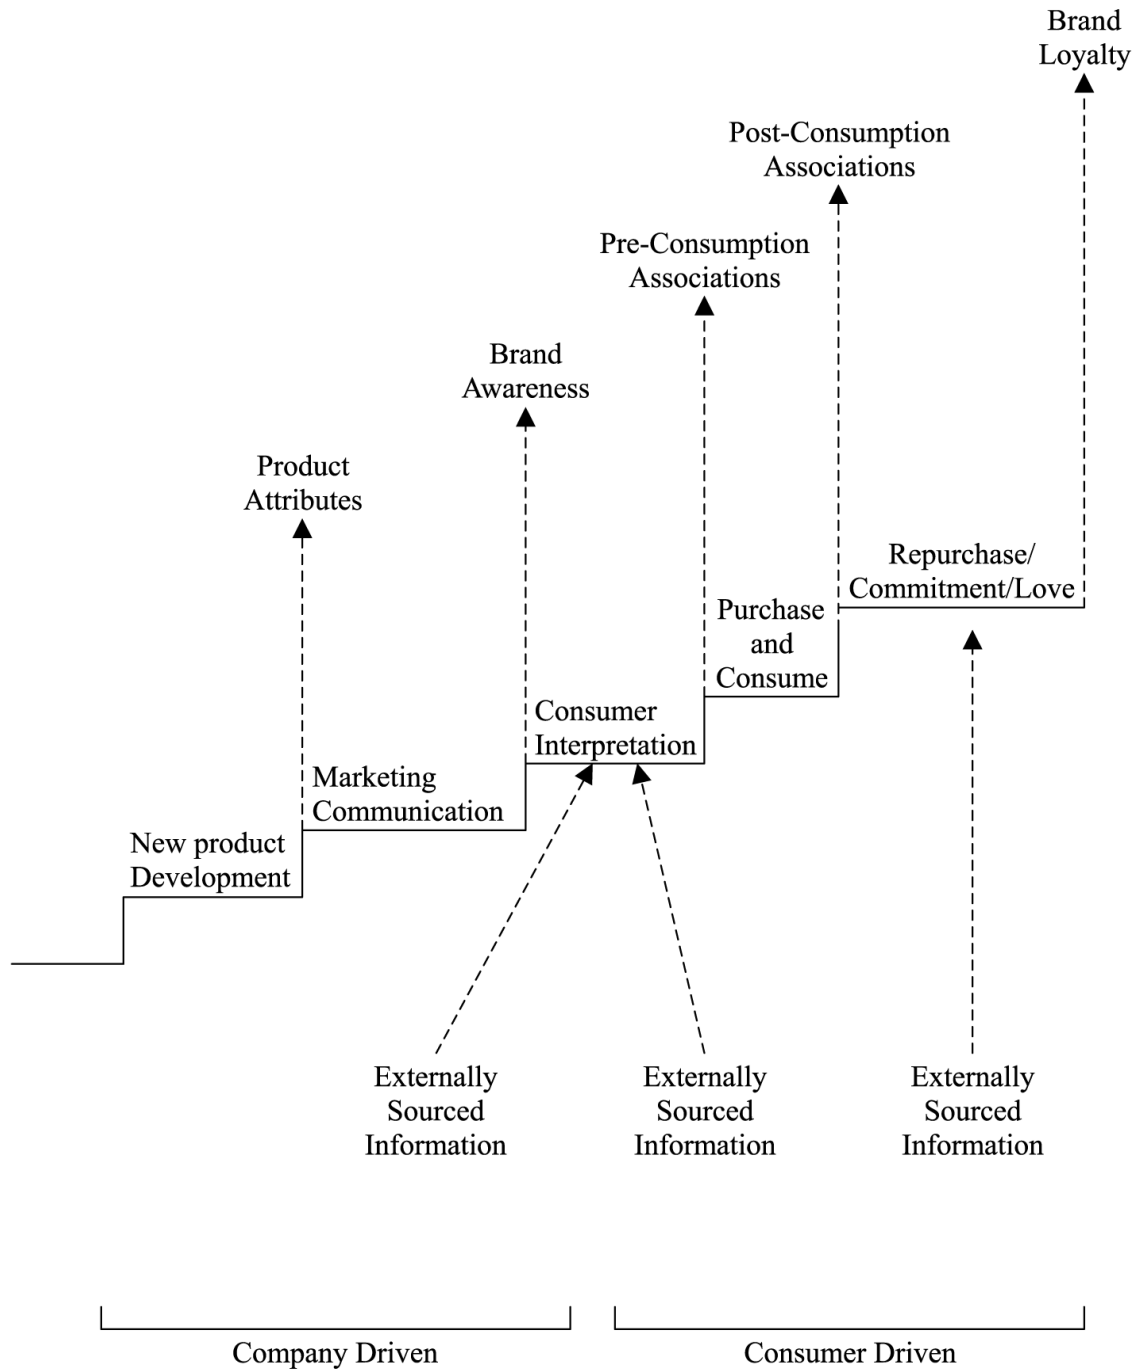 Brand
Loyalty
Post-Consumption
Associations
Pre-Consumption
Associations
Brand
Awareness
Product
Attributes
Repurchase/
Commitment/Love
Purchase
and
Consume
Consumer
Interpretation
Marketing
Communication
New product
Development
Externally
Sourced
Information
Externally
Sourced
Information
Externally
Sourced
Information
Company Driven
Consumer Driven